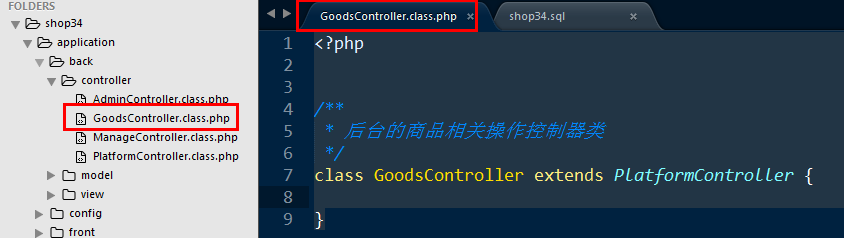 FOLDERS
shop34
application
back
controller
AdminController.class.php
GoodsController.class.php
ManageController.class.php
PlatformController.class.php
model
view
config
front
GoodsController.class.php ×
shop34.sql ×
1 <?php
2
3
4 /**
5 * 后台的商品相关操作控制器类
6 */
7 class GoodsController extends PlatformController {
8
9 }